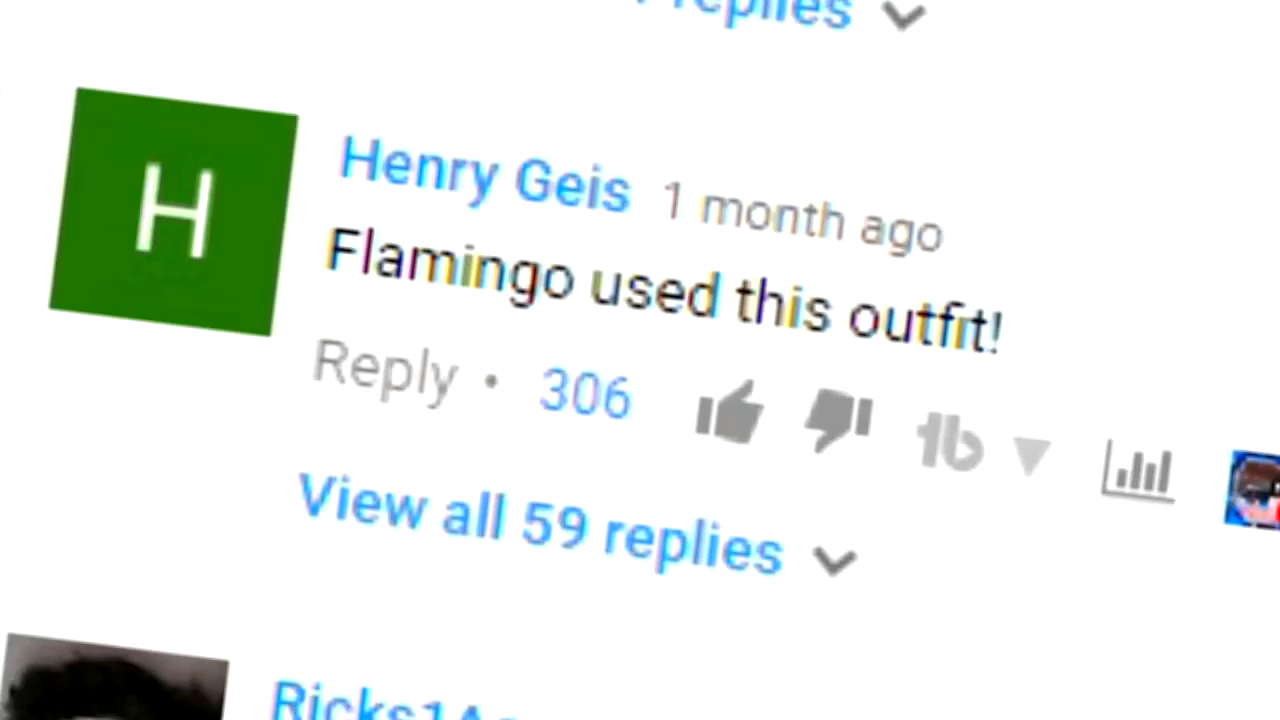 replies
H
Henry Geis 1 month ago
Flamingo used this outfit!
Reply • 306
View all 59 replies